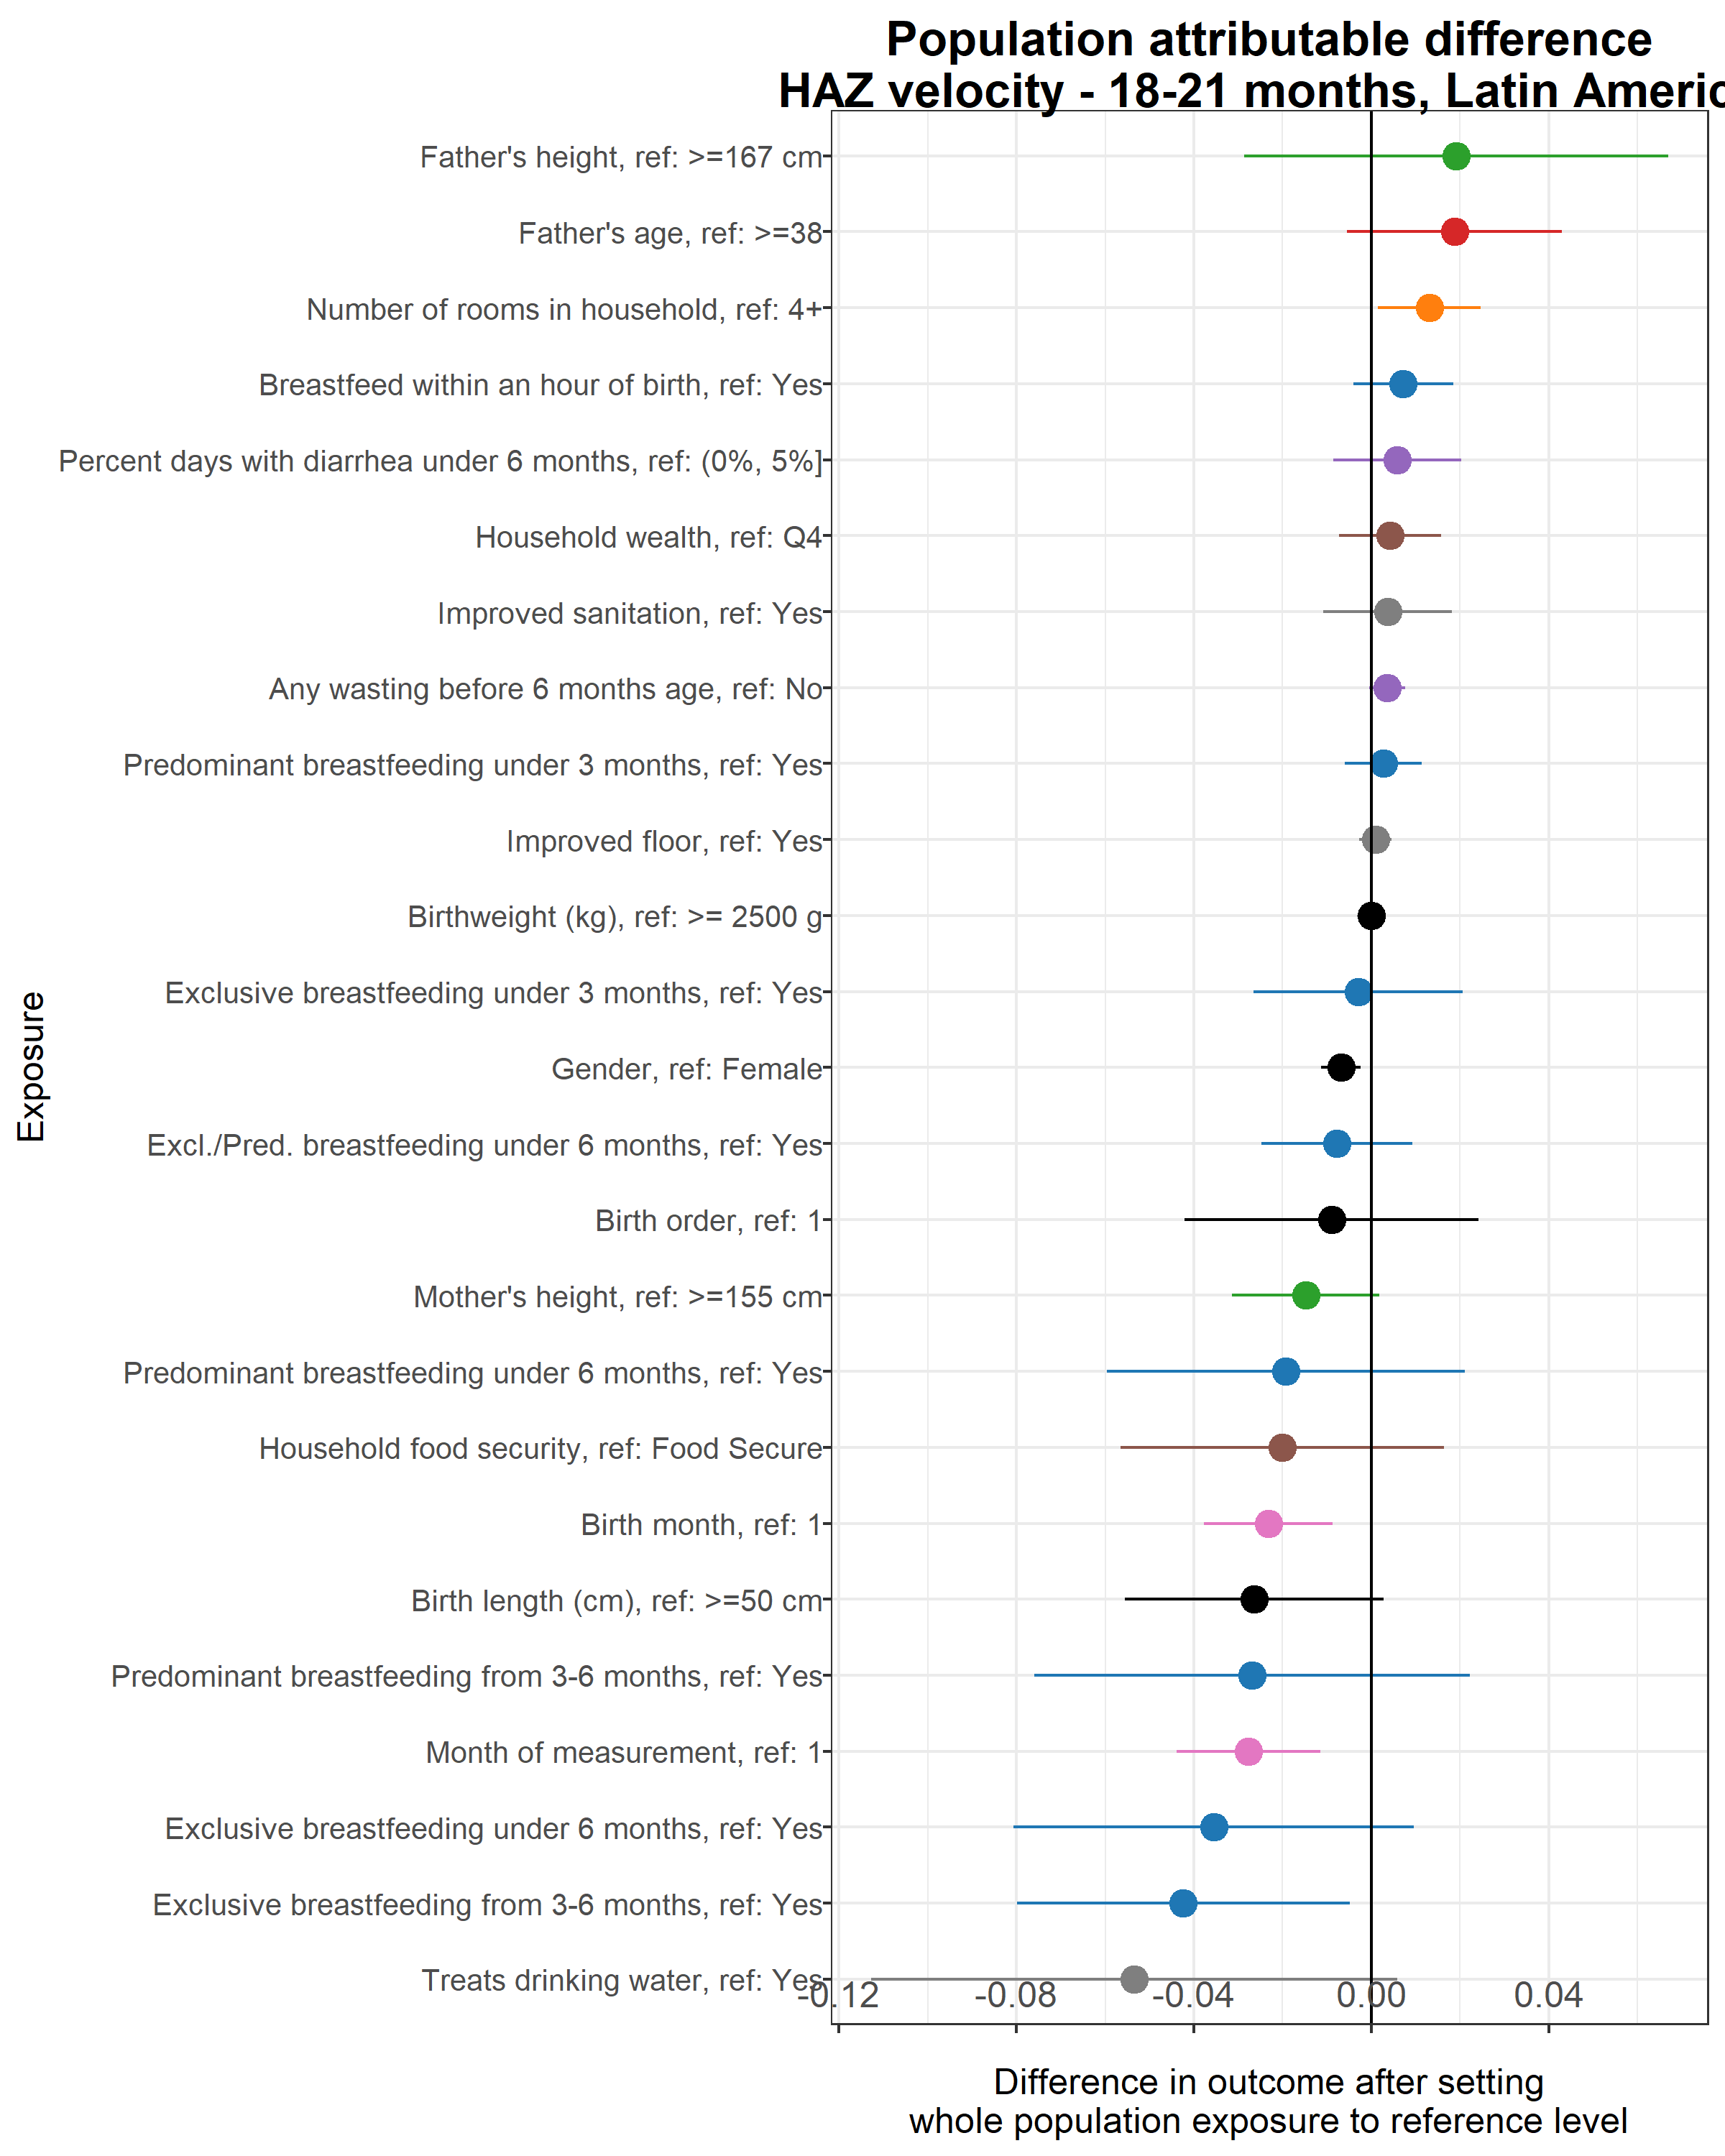 Population attributable difference
HAZ velocity - 18-21 months, Latin Americ
Father's height, ref: >=167 cm
Father's age, ref: >=38
Number of rooms in household, ref: 4+
Breastfeed within an hour of birth, ref: Yes
Percent days with diarrhea under 6 months, ref: (0%, 5%]
Household wealth, ref: Q4
Improved sanitation, ref: Yes
Any wasting before 6 months age, ref: No
Predominant breastfeeding under 3 months, ref: Yes
Improved floor, ref: Yes
Birthweight (kg), ref: >= 2500 g
Exclusive breastfeeding under 3 months, ref: Yes
Gender, ref: Female
Excl./Pred. breastfeeding under 6 months, ref: Yes
Birth order, ref: 1
Mother's height, ref: >=155 cm
Predominant breastfeeding under 6 months, ref: Yes
Household food security, ref: Food Secure
Birth month, ref: 1
Birth length (cm), ref: >=50 cm
Predominant breastfeeding from 3-6 months, ref: Yes
Month of measurement, ref: 1
Exclusive breastfeeding under 6 months, ref: Yes
Exclusive breastfeeding from 3-6 months, ref: Yes
Treats drinking water, ref: Yes
Exposure
-0.12 -0.08 -0.04 0.00 0.04
Difference in outcome after setting
whole population exposure to reference level